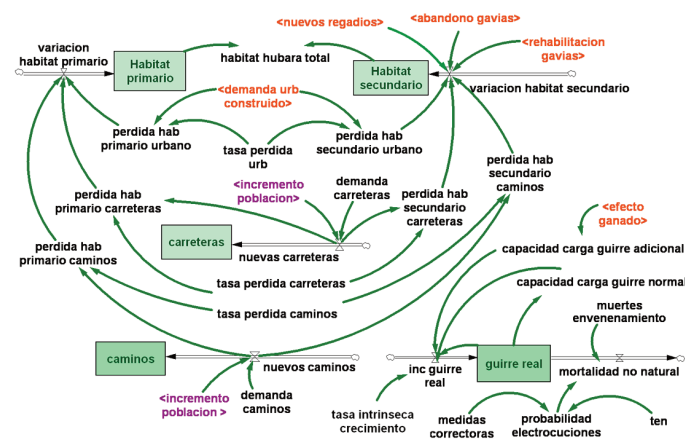 <nuevos regadios>
<abandono gavias>
<rehabilitacion
gavias>
variacion
habitat primario
Habitat
primario
habitat hubara total
Habitat
secundario
variacion habitat secundario
<demanda urb
construido>
perdida hab
primario urbano
tasa perdida
urb
perdida hab
secundario urbano
perdida hab
secundario
caminos
perdida hab
primario carreteras
<incremento
poblacion>
demanda
carreteras
perdida hab
secundario
carreteras
<efecto
ganado>
carreteras
nuevas carreteras
perdida hab
primario caminos
capacidad carga guirre adicional
tasa perdida carreteras
capacidad carga guirre normal
tasa perdida caminos
muertes
envenenamiento
caminos
nuevos caminos
inc guirre
real
guirre real
mortalidad no natural
<incremento
poblacion >
demanda
caminos
tasa intrinseca
crecimiento
medidas
correctoras
probabilidad
electrocuciones
ten